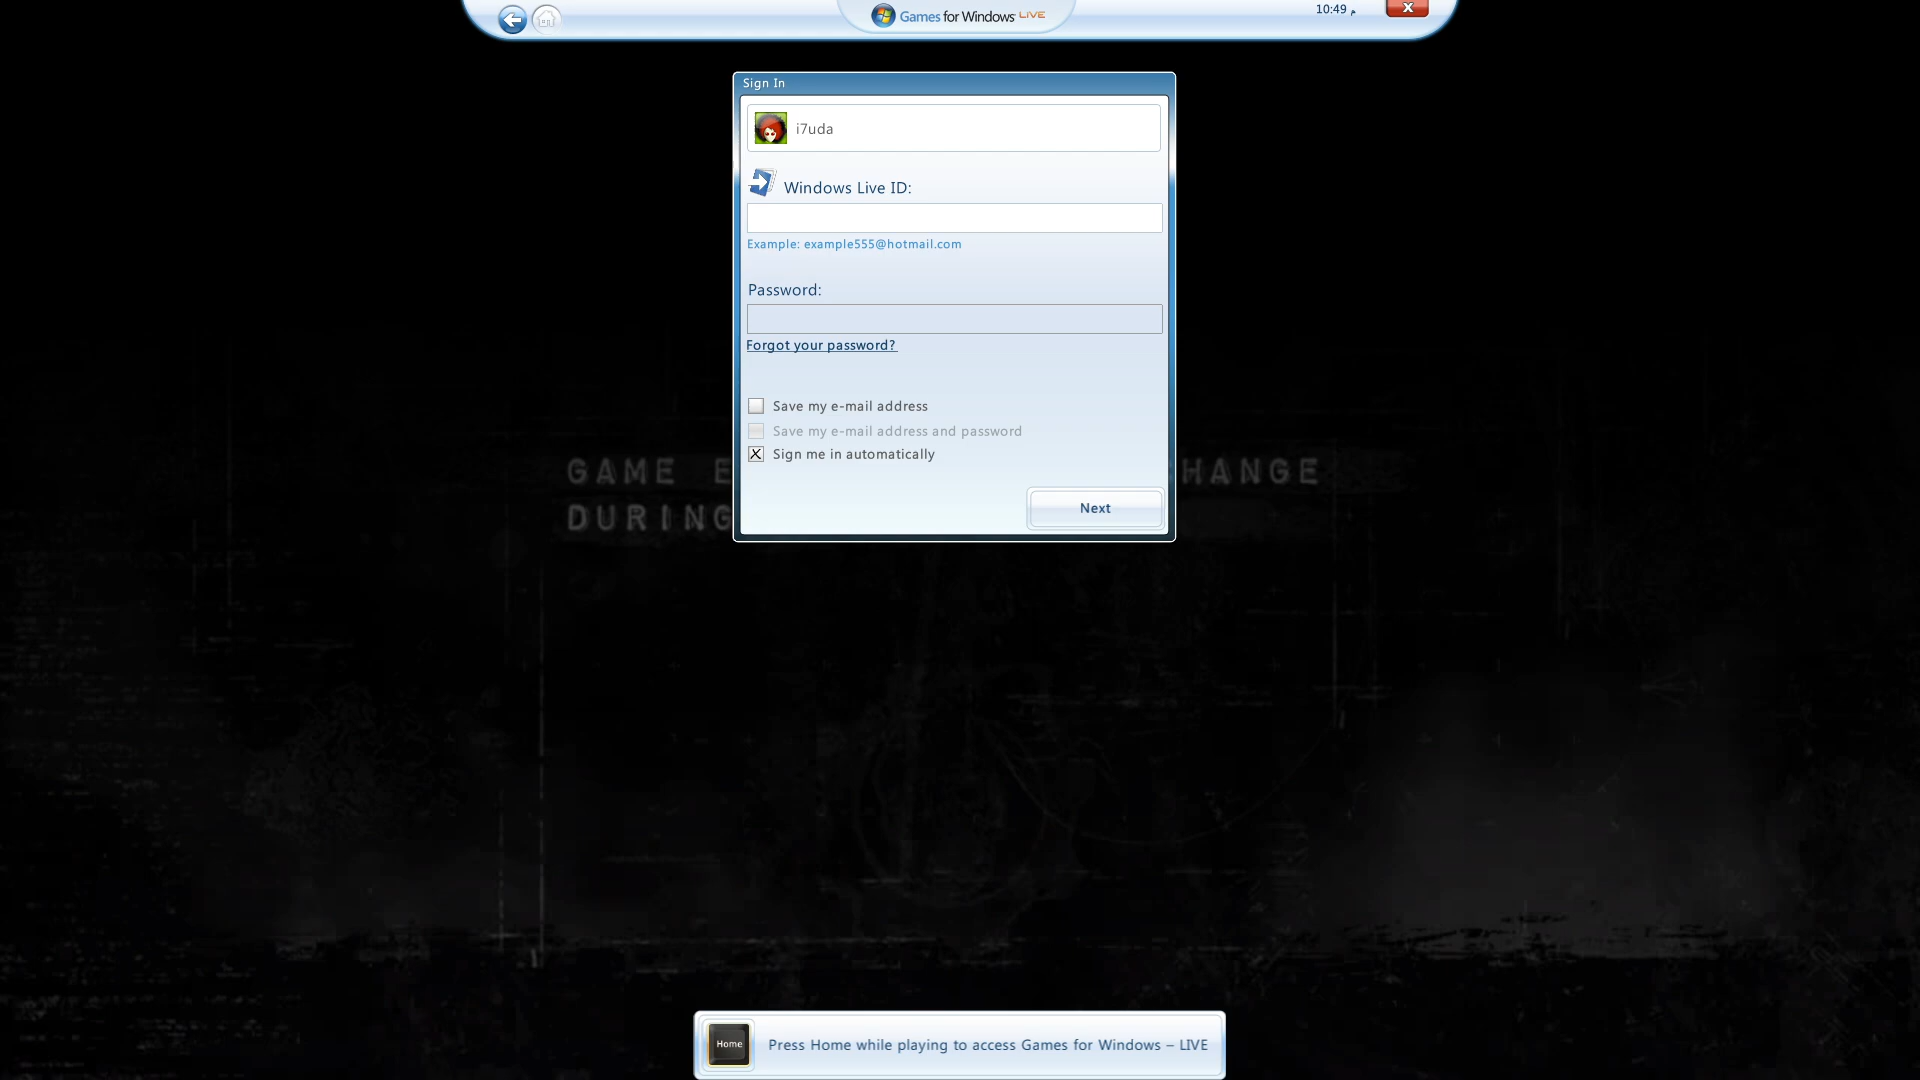 Games for Windows LIVE
10:49 م
X
Sign In
i7uda
Windows Live ID:
Example: example555@hotmail.com
Password:
Forgot your password?
Save my e-mail address
Save my e-mail address and password
Sign me in automatically
GAME E HANGE
DURING
Next
Home
Press Home while playing to access Games for Windows – LIVE